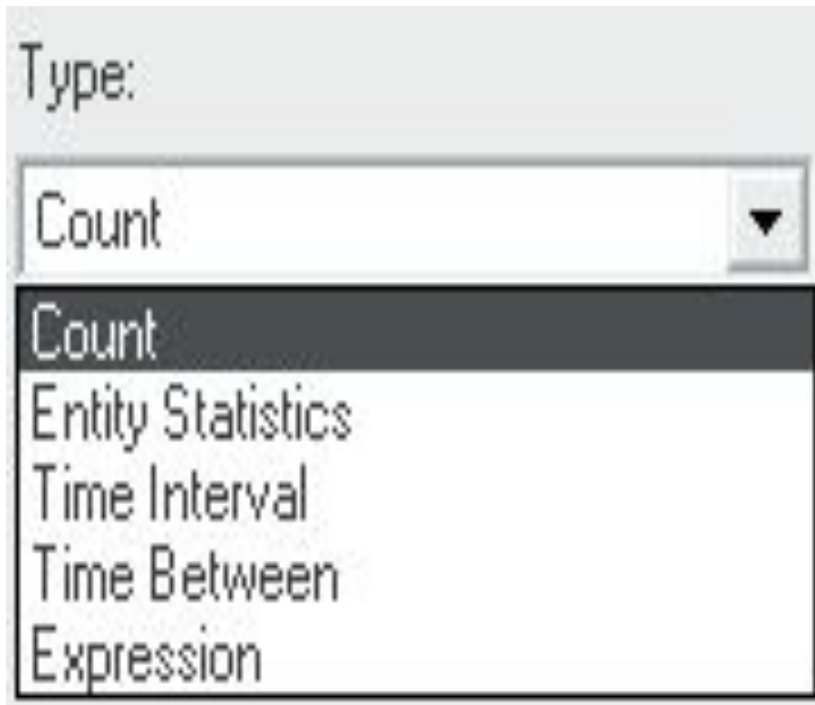 Type:
Count
Count
Entity Statistics
Time Interval
Time Between
Expression